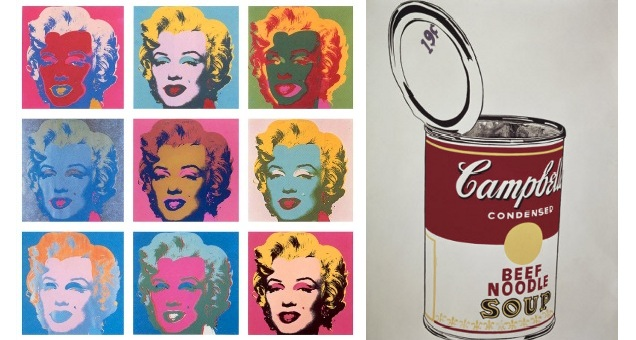 19¢
Campbell
CONDENSED
BEEF
NOODLE
SOUP